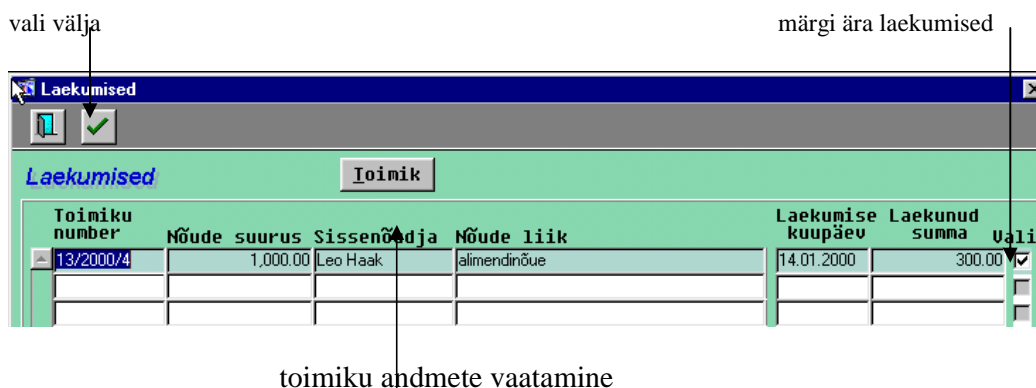 vali välja
märgi ära laekumised
Laekumised
Laekumised
Toimik
Toimiku number
Nõude suurus
Sissenõudja
Nõude liik
Laekumise kuupäev
Laekunud summa
Vali
13/2000/4 1,000.00 Leo Haak alimendinõue 14.01.2000 300.00
toimiku andmete vaatamine